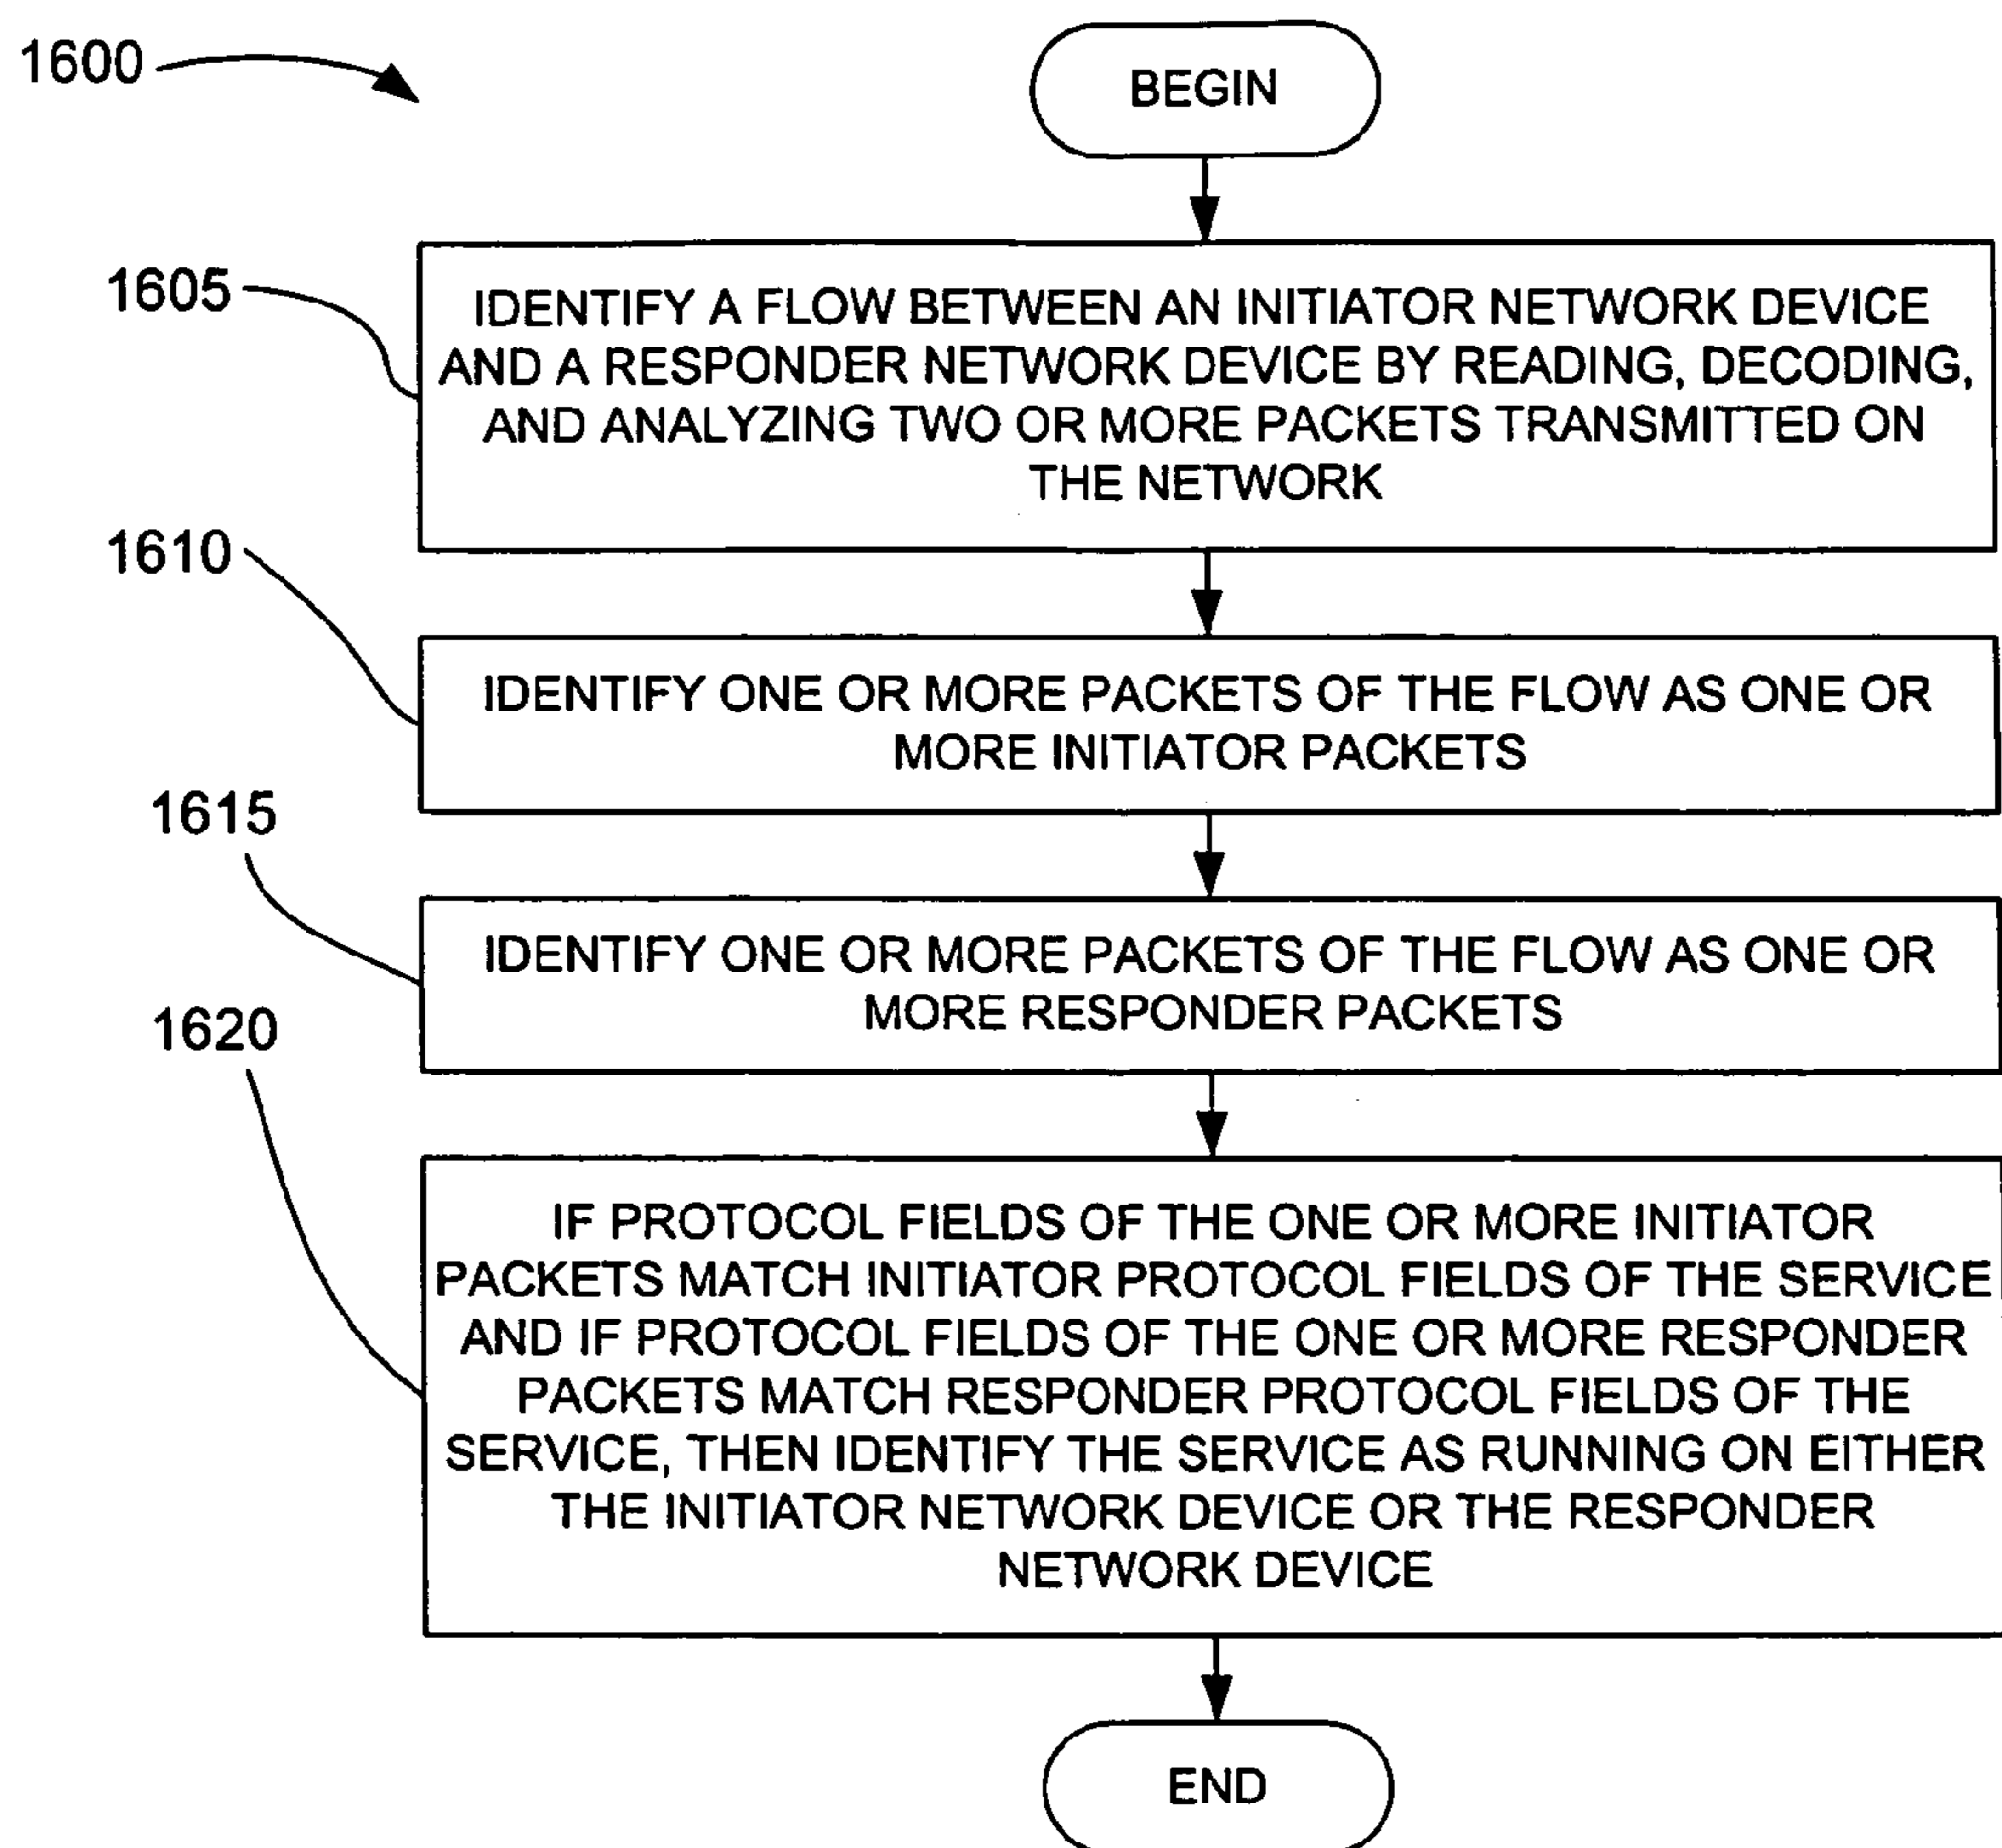 1600
BEGIN
1605
IDENTIFY A FLOW BETWEEN AN INITIATOR NETWORK DEVICE
AND A RESPONDER NETWORK DEVICE BY READING, DECODING,
AND ANALYZING TWO OR MORE PACKETS TRANSMITTED ON
THE NETWORK
1610
IDENTIFY ONE OR MORE PACKETS OF THE FLOW AS ONE OR
MORE INITIATOR PACKETS
1615
IDENTIFY ONE OR MORE PACKETS OF THE FLOW AS ONE OR
MORE RESPONDER PACKETS
1620
IF PROTOCOL FIELDS OF THE ONE OR MORE INITIATOR
PACKETS MATCH INITIATOR PROTOCOL FIELDS OF THE SERVICE
AND IF PROTOCOL FIELDS OF THE ONE OR MORE RESPONDER
PACKETS MATCH RESPONDER PROTOCOL FIELDS OF THE
SERVICE, THEN IDENTIFY THE SERVICE AS RUNNING ON EITHER
THE INITIATOR NETWORK DEVICE OR THE RESPONDER
NETWORK DEVICE
END